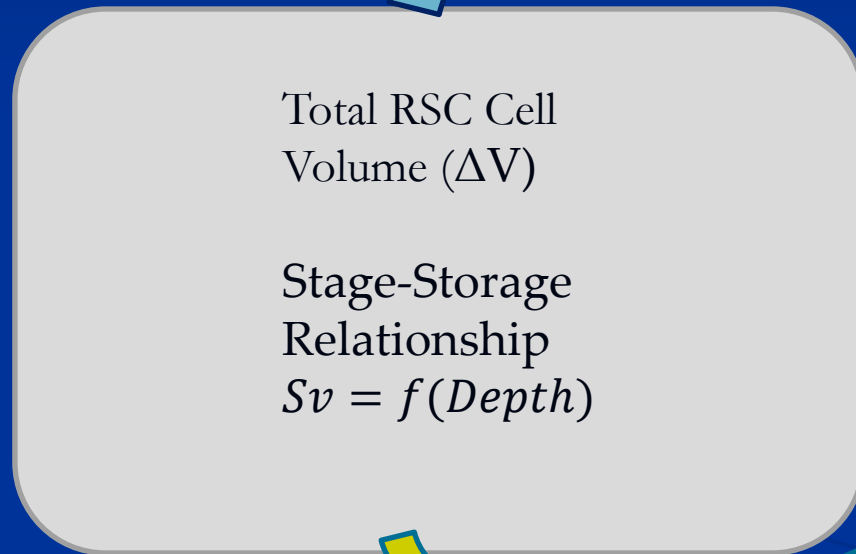 Total RSC Cell
Volume (ΔV)
Stage-Storage
Relationship
Sv = f(Depth)